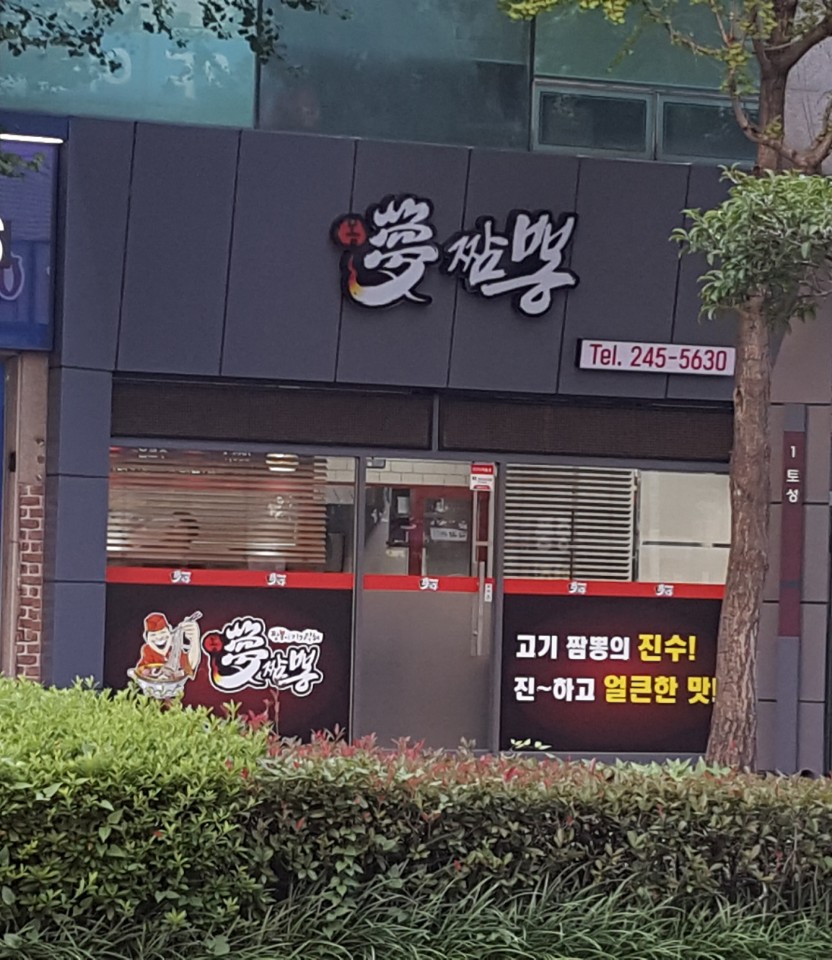 夢짬뽕
Tel. 245-5630
1토성
夢짬뽕
고기 짬뽕의 진수!
진~하고 얼큰한 맛!